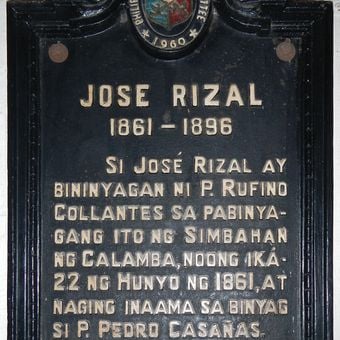 1960
JOSE RIZAL
1861 – 1896
SI JOSÉ RIZAL AY
BININYAGAN NI P. RUFINO
COLLANTES SA PABINYA-
GANG ITO NG SIMBAHAN
NG CALAMBA, NOONG IKÁ-
22 NG HUNYO NG 1861, AT
NAGING INAAMA SA BINYAG
SI P. PEDRO CASAÑAS.